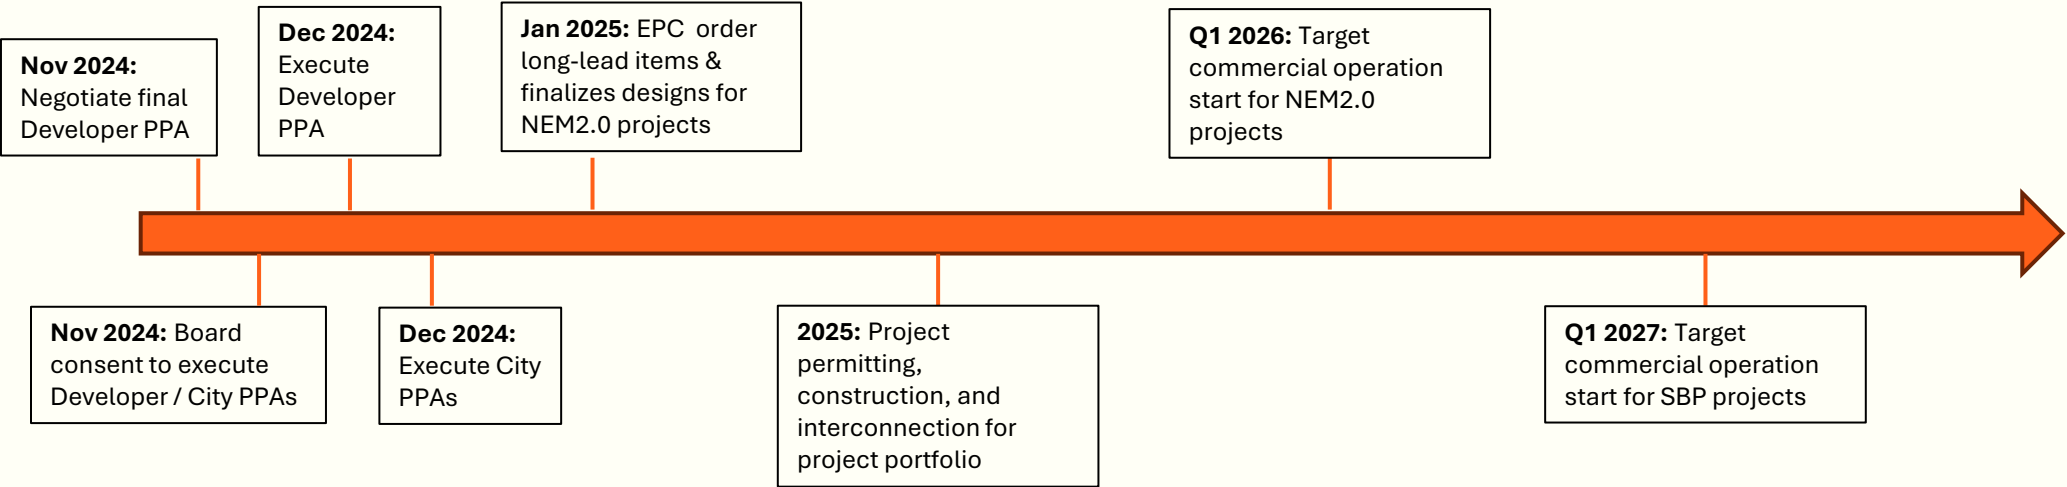 Nov 2024:
Negotiate final
Developer PPA
Dec 2024:
Execute
Developer
PPA
Jan 2025: EPC  order
long-lead items &
finalizes designs for
NEM2.0 projects
Q1 2026: Target
commercial operation
start for NEM2.0
projects
Nov 2024: Board
consent to execute
Developer / City PPAs
Dec 2024:
Execute City
PPAs
2025: Project
permitting,
construction, and
interconnection for
project portfolio
Q1 2027: Target
commercial operation
start for SBP projects